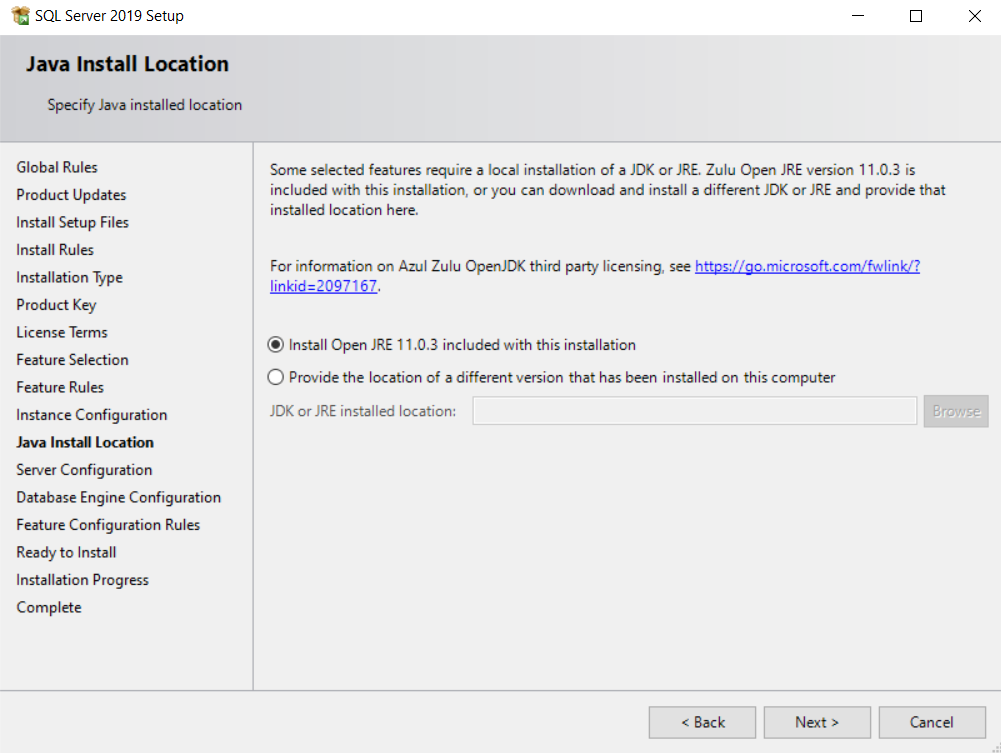 SQL Server 2019 Setup
Java Install Location
Specify Java installed location
Global Rules
Product Updates
Install Setup Files
Install Rules
Installation Type
Product Key
License Terms
Feature Selection
Feature Rules
Instance Configuration
Java Install Location
Server Configuration
Database Engine Configuration
Feature Configuration Rules
Ready to Install
Installation Progress
Complete
Some selected features require a local installation of a JDK or JRE. Zulu Open JRE version 11.0.3 is
included with this installation, or you can download and install a different JDK or JRE and provide that
installed location here.
For information on Azul Zulu OpenJDK third party licensing, see https://go.microsoft.com/fwlink/?
linkid=2097167.
Install Open JRE 11.0.3 included with this installation
Provide the location of a different version that has been installed on this computer
JDK or JRE installed location:
Browse
< Back
Next >
Cancel